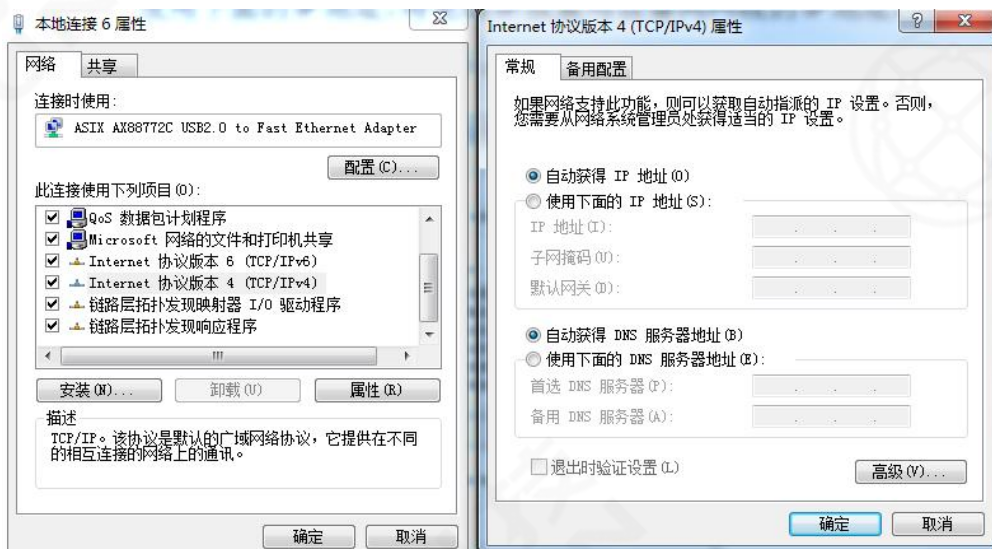 本地连接 6 属性
网络
共享
连接时使用:
ASIX AX88772C USB2.0 to Fast Ethernet Adapter
配置(C)...
此连接使用下列项目(O):
QoS 数据包计划程序
Microsoft 网络的文件和打印机共享
Internet 协议版本 6 (TCP/IPv6)
Internet 协议版本 4 (TCP/IPv4)
链路层拓扑发现映射器 I/O 驱动程序
链路层拓扑发现响应程序
安装(N)...
卸载(U)
属性(R)
描述
TCP/IP。该协议是默认的广域网络协议，它提供在不同
的相互连接的网络上的通讯。
确定
取消
Internet 协议版本 4 (TCP/IPv4) 属性
常规
备用配置
如果网络支持此功能，则可以获取自动指派的 IP 设置。否则，
您需要从网络系统管理员处获得适当的 IP 设置。
自动获得 IP 地址(O)
使用下面的 IP 地址(S):
IP 地址(I):
子网掩码(U):
默认网关(D):
自动获得 DNS 服务器地址(B)
使用下面的 DNS 服务器地址(E):
首选 DNS 服务器(P):
备用 DNS 服务器(A):
退出时验证设置(L)
高级(V)...
确定
取消